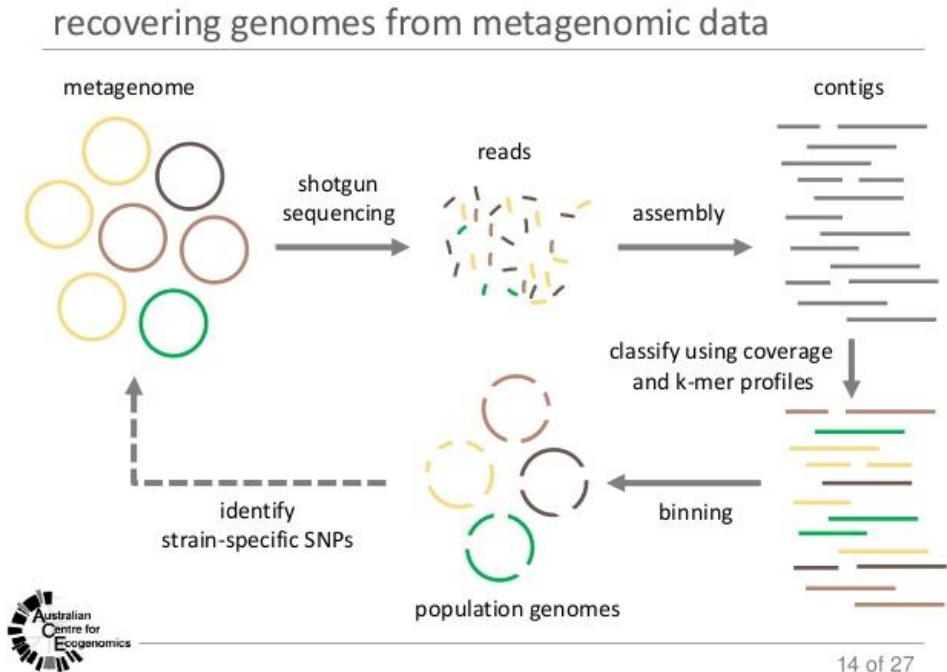 recovering genomes from metagenomic data
metagenome
contigs
reads
shotgun
sequencing
assembly
classify using coverage
and k-mer profiles
identify
strain-specific SNPs
binning
population genomes
Australian
Centre for
Ecogenomics
14 of 27